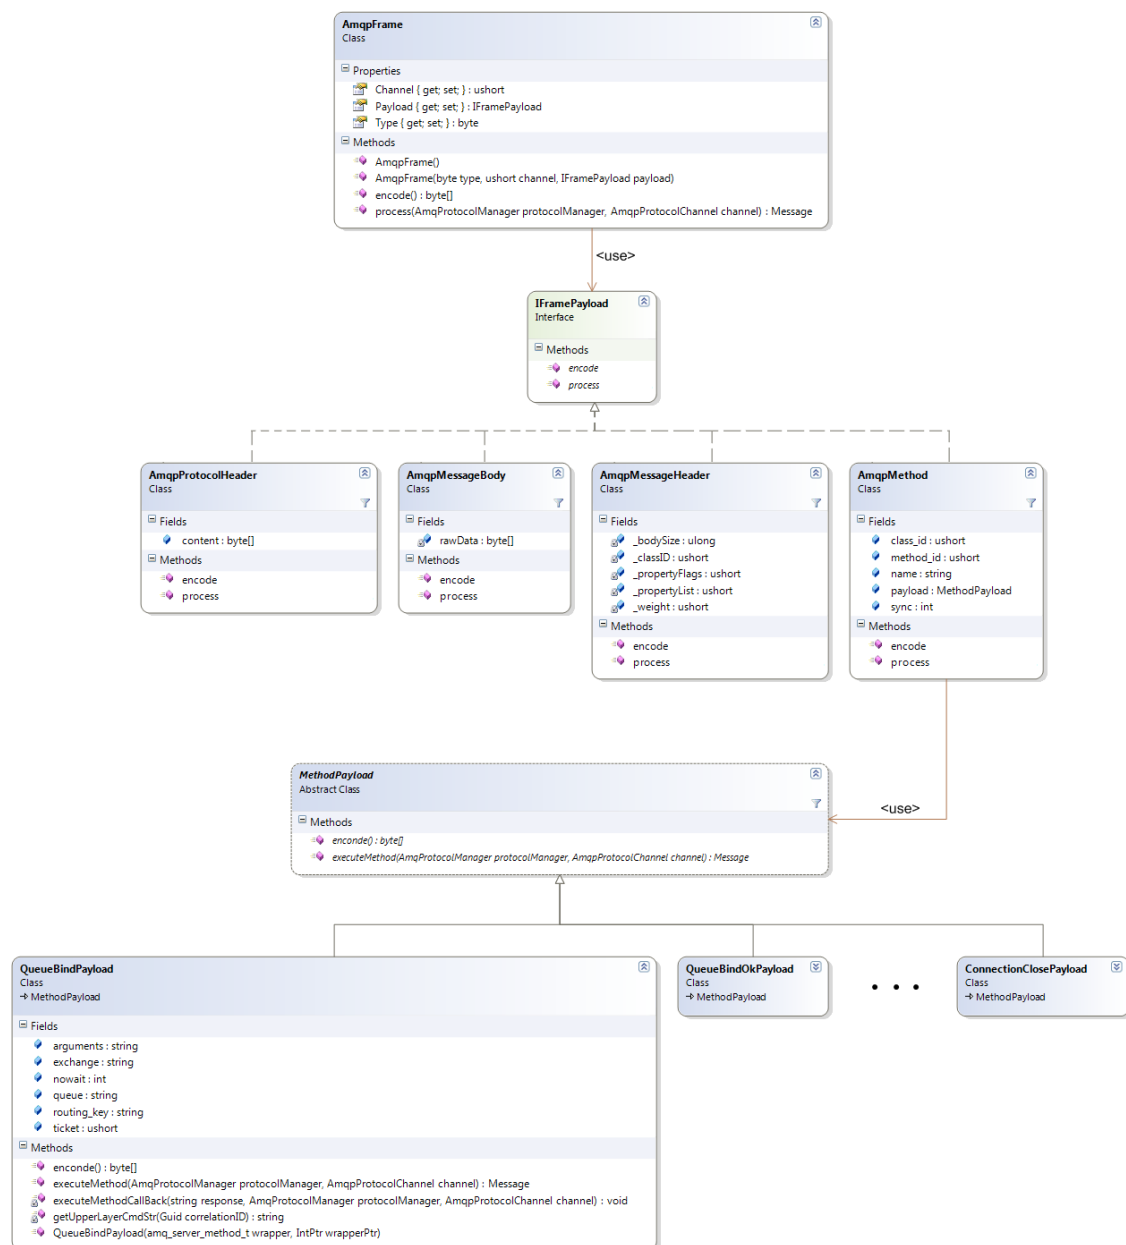 AmqpFrame
Class
Properties
Channel { get; set; } : ushort
Payload { get; set; } : IFramePayload
Type { get; set; } : byte
Methods
AmqpFrame()
AmqpFrame(byte type, ushort channel, IFramePayload payload)
encode() : byte[]
process(AmqProtocolManager protocolManager, AmqpProtocolChannel channel) : Message
<use>
IFramePayload
Interface
Methods
encode
process
AmqpProtocolHeader
Class
Fields
content : byte[]
Methods
encode
process
AmqpMessageBody
Class
Fields
rawData : byte[]
Methods
encode
process
AmqpMessageHeader
Class
Fields
_bodySize : ulong
_classID : ushort
_propertyFlags : ushort
_propertyList : ushort
_weight : ushort
Methods
encode
process
AmqpMethod
Class
Fields
class_id : ushort
method_id : ushort
name : string
payload : MethodPayload
sync : int
Methods
encode
process
MethodPayload
Abstract Class
Methods
enconde() : byte[]
executeMethod(AmqProtocolManager protocolManager, AmqpProtocolChannel channel) : Message
<use>
QueueBindPayload
Class
MethodPayload
Fields
arguments : string
exchange : string
nowait : int
queue : string
routing_key : string
ticket : ushort
Methods
enconde() : byte[]
executeMethod(AmqProtocolManager protocolManager, AmqpProtocolChannel channel) : Message
executeMethodCallBack(string response, AmqProtocolManager protocolManager, AmqpProtocolChannel channel) : void
getUpperLayerCmdStr(Guid correlationID) : string
QueueBindPayload(amq_server_method_t wrapper, IntPtr wrapperPtr)
QueueBindOkPayload
Class
MethodPayload
• • •
ConnectionClosePayload
Class
MethodPayload